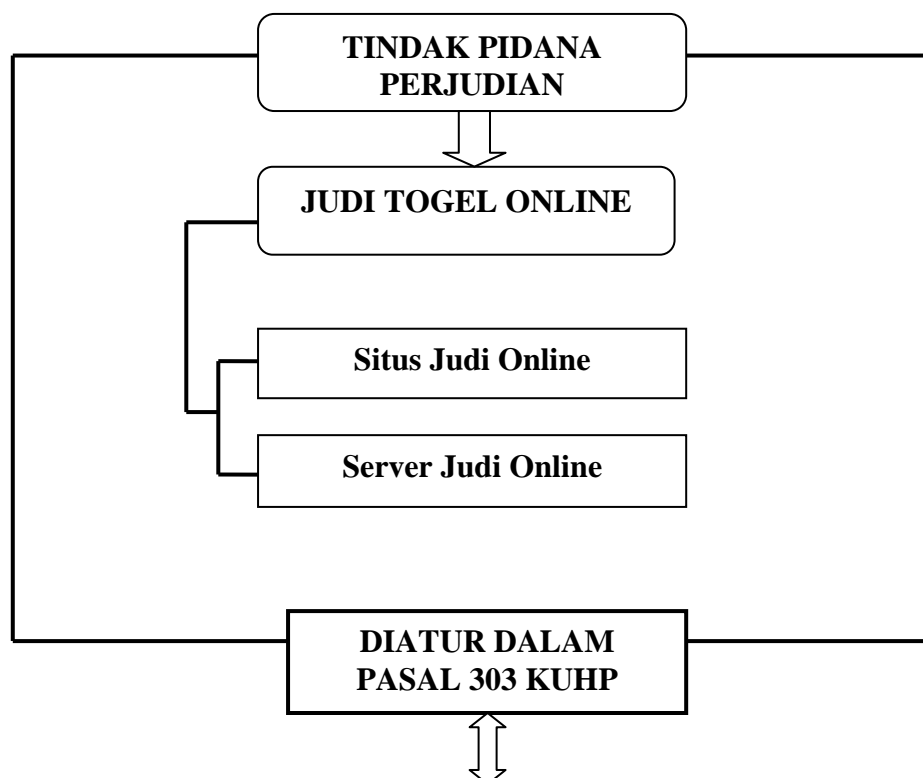 TINDAK PIDANA
PERJUDIAN
JUDI TOGEL ONLINE
Situs Judi Online
Server Judi Online
DIATUR DALAM
PASAL 303 KUHP